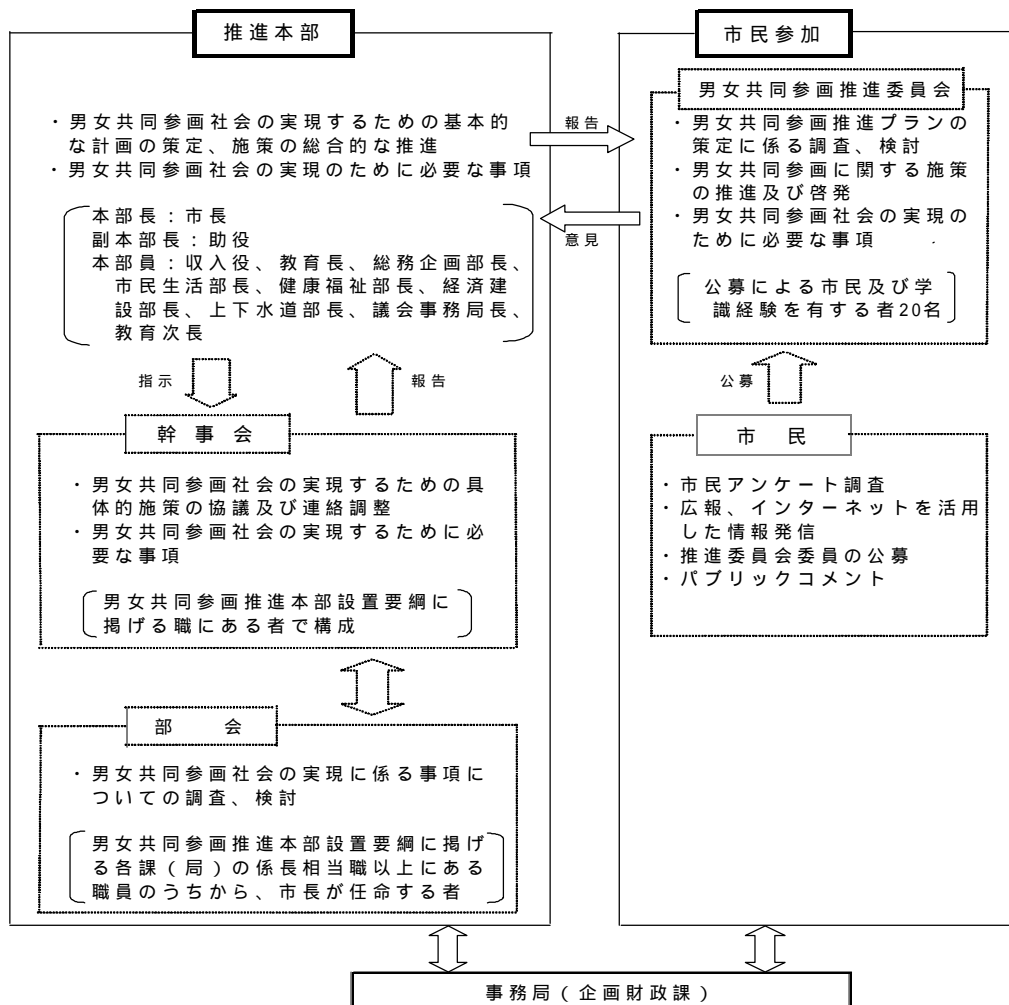 推進本部
・男女共同参画社会の実現するための基本的
な計画の策定、施策の総合的な推進
・男女共同参画社会の実現のために必要な事項
本部長：市長
副本部長：助役
本部員：収入役、教育長、総務企画部長、
市民生活部長、健康福祉部長、経済建
設部長、上下水道部長、議会事務局長、
教育次長
指示
報告
幹事会
・男女共同参画社会の実現するための具
体的施策の協議及び連絡調整
・男女共同参画社会の実現するために必
要な事項
男女共同参画推進本部設置要綱に
掲げる職にある者で構成
部会
・男女共同参画社会の実現に係る事項に
ついての調査、検討
男女共同参画推進本部設置要綱に掲げ
る各課（局）の係長相当職以上にある
職員のうちから、市長が任命する者
報告
意見
市民参加
男女共同参画推進委員会
・男女共同参画推進プランの
策定に係る調査、検討
・男女共同参画に関する施策
の推進及び啓発
・男女共同参画社会の実現の
ために必要な事項
公募による市民及び学
識経験を有する者20名
公募
市民
・市民アンケート調査
・広報、インターネットを活用
した情報発信
・推進委員会委員の公募
・パブリックコメント
事務局（企画財政課）